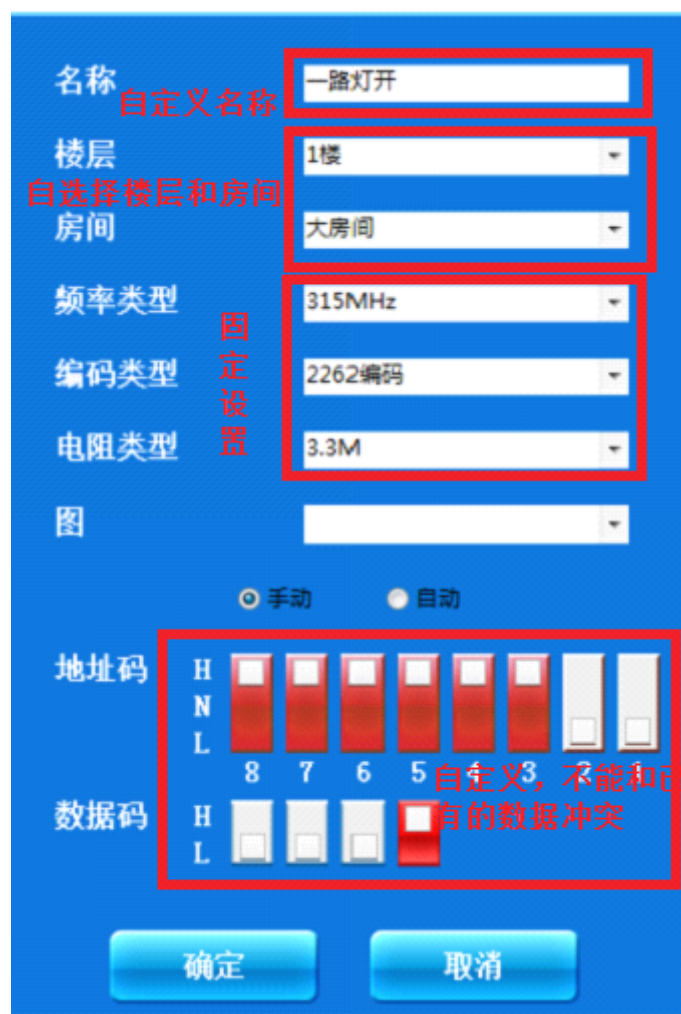 名称
自定义名称
一路灯开
楼层
1楼
自选择楼层和房间
房间
大房间
频率类型
315MHz
固定设置
编码类型
2262编码
电阻类型
3.3M
图
手动 自动
地址码
H
N
L
8 7 6 5 4 3 2 1
自定义，不能和已
有的数据冲突
数据码
H
L
确定 取消